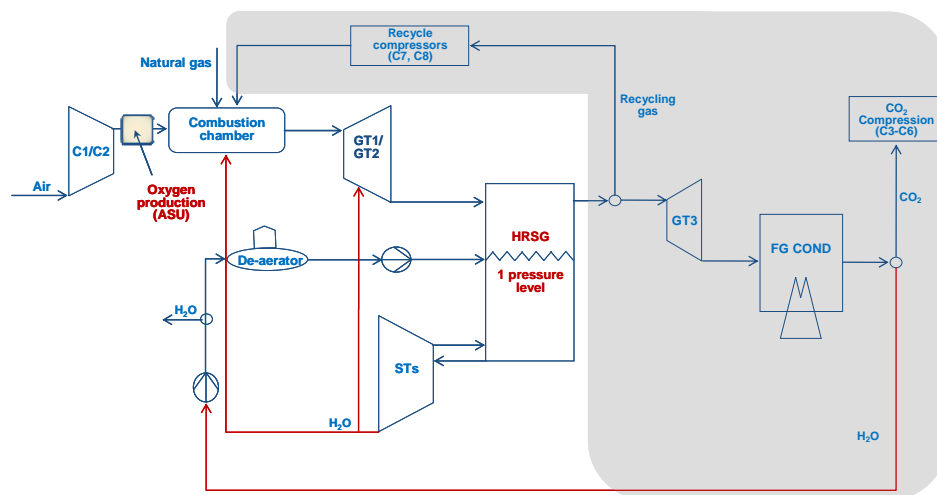 Recycle
compressors
(C7, C8)
Natural gas
Recycling
gas
CO₂
Compression
(C3-C6)
Combustion
chamber
C1/C2
GT1/
GT2
Air
Oxygen
production
(ASU)
CO₂
GT3
HRSG
FG COND
De-aerator
1 pressure
level
H₂O
STs
H₂O
H₂O